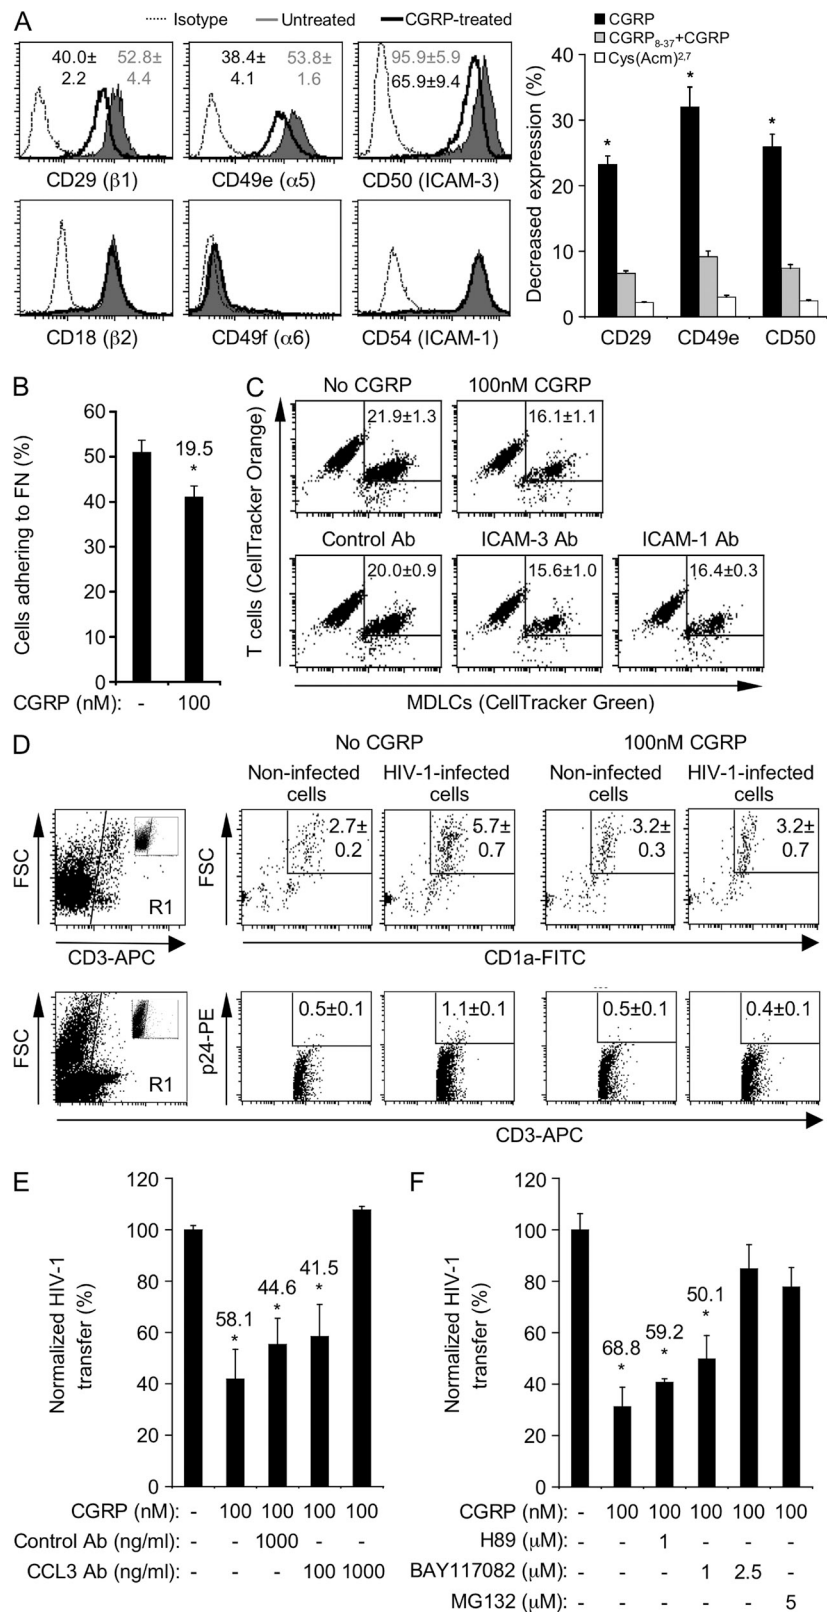 A
Isotype Untreated CGRP-treated
CGRP
CGRP8-37+CGRP
Cys(Acm)2,7
40.0± 52.8±
2.2 4.4
38.4± 53.8±
4.1 1.6
95.9±5.9
65.9±9.4
CD29 (β1) CD49e (α5) CD50 (ICAM-3)
CD18 (β2) CD49f (α6) CD54 (ICAM-1)
Decreased expression (%)
40
30
20
10
0
* * *
CD29 CD49e CD50
B
Cells adhering to FN (%)
60
50
40
30
20
10
0
19.5
*
CGRP (nM): - 100
C
No CGRP 100nM CGRP
21.9±1.3 16.1±1.1
Control Ab ICAM-3 Ab ICAM-1 Ab
20.0±0.9 15.6±1.0 16.4±0.3
T cells (CellTracker Orange)
MDLCs (CellTracker Green)
D
No CGRP 100nM CGRP
Non-infected HIV-1-infected Non-infected HIV-1-infected
cells cells cells cells
FSC R1 FSC
2.7± 5.7± 3.2± 3.2±
0.2 0.7 0.3 0.7
CD3-APC CD1a-FITC
FSC R1 p24-PE
0.5±0.1 1.1±0.1 0.5±0.1 0.4±0.1
CD3-APC
E
Normalized HIV-1
transfer (%)
120
100
80
60
40
20
0
58.1 44.6 41.5
* * *
CGRP (nM): - 100 100 100 100
Control Ab (ng/ml): - - 1000 - -
CCL3 Ab (ng/ml): - - - 100 1000
F
Normalized HIV-1
transfer (%)
120
100
80
60
40
20
0
68.8 59.2 50.1
* * *
CGRP (nM): - 100 100 100 100 100
H89 (μM): - - 1 - - -
BAY117082 (μM): - - - 1 2.5 -
MG132 (μM): - - - - - 5